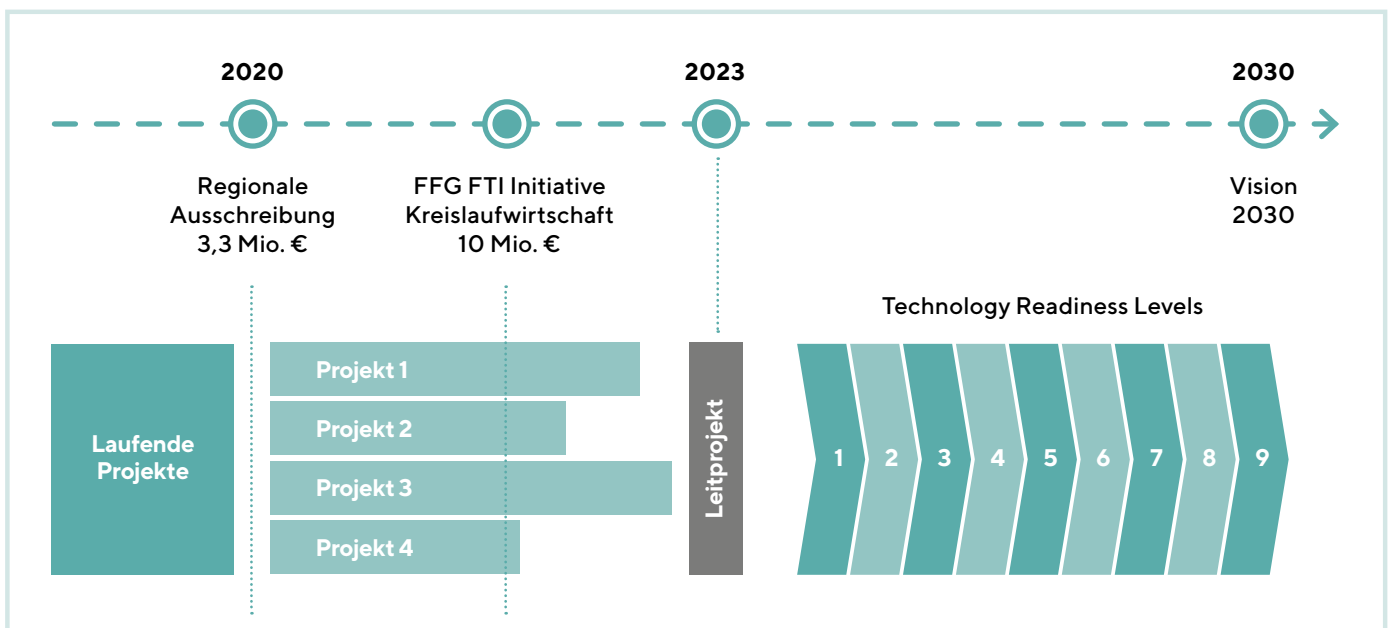 2020
2023
2030
Regionale
Ausschreibung
3,3 Mio. €
FFG FTI Initiative
Kreislaufwirtschaft
10 Mio. €
Vision
2030
Technology Readiness Levels
Laufende
Projekte
Projekt 1
Projekt 2
Projekt 3
Projekt 4
Leitprojekt
1 2 3 4 5 6 7 8 9